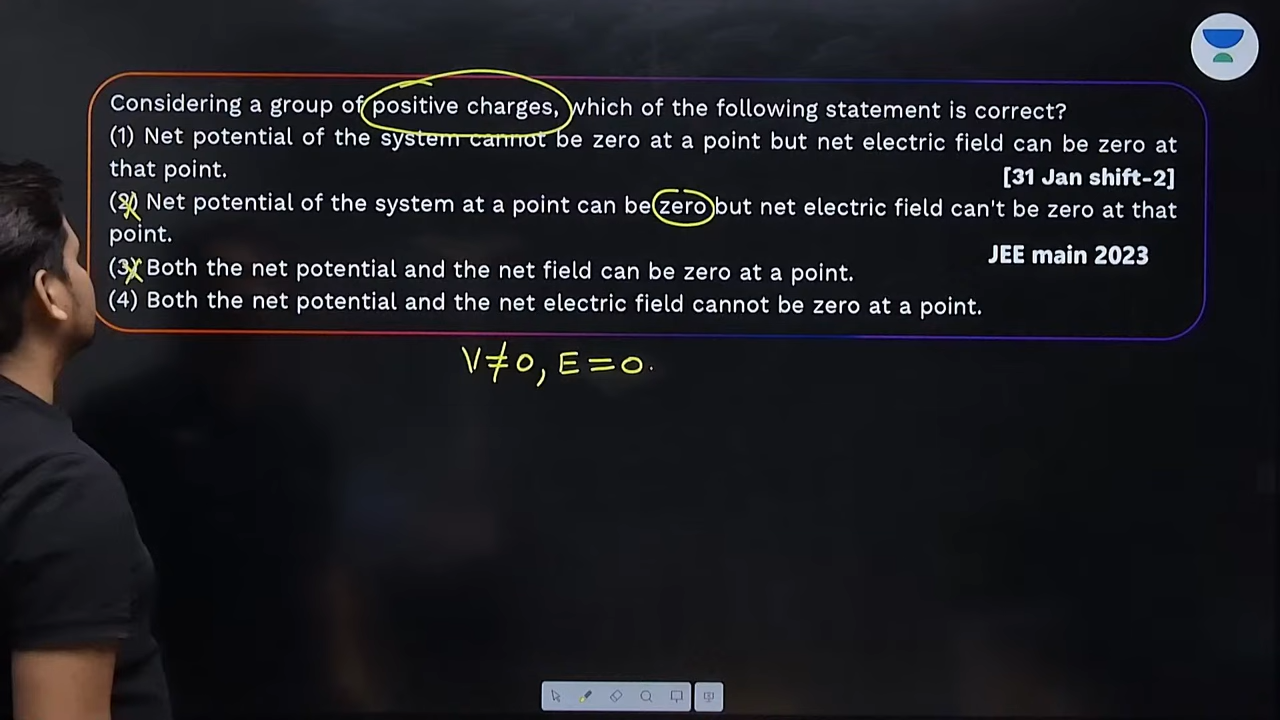 Considering a group of positive charges, which of the following statement is correct?
(1) Net potential of the system cannot be zero at a point but net electric field can be zero at
that point.
[31 Jan shift-2]
(2) Net potential of the system at a point can be zero but net electric field can't be zero at that
point.
JEE main 2023
(3) Both the net potential and the net field can be zero at a point.
(4) Both the net potential and the net electric field cannot be zero at a point.
V≠0, E=0.